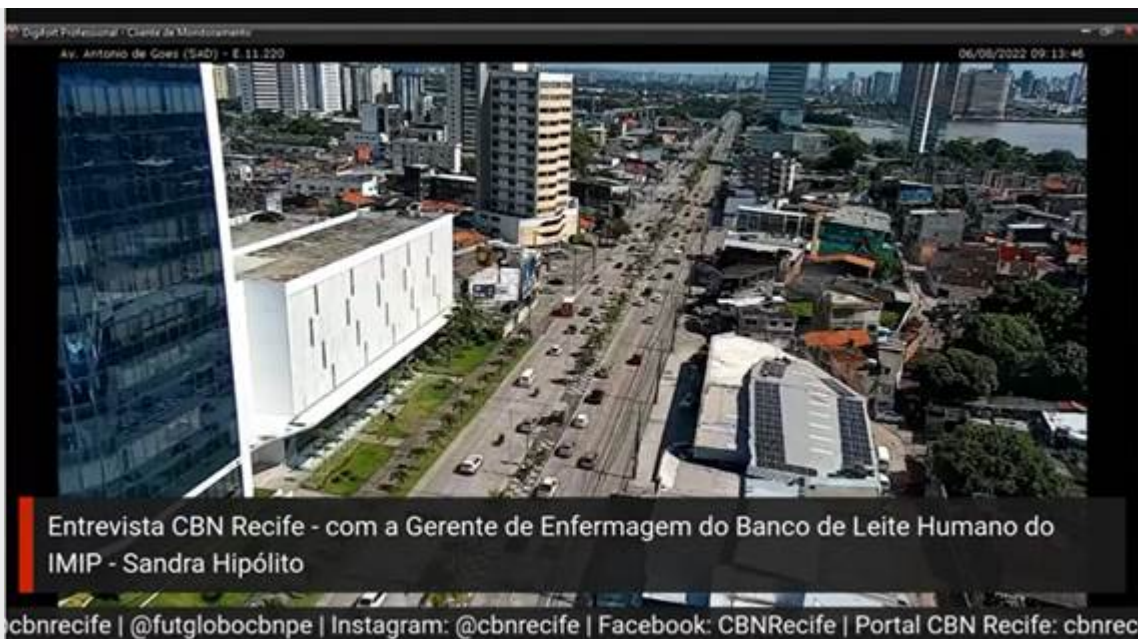 Digifort Professional - Cliente de Monitoramento
Av. Antonio de Goes (SAD) - E.11.220
06/08/2022 09:13:46
Entrevista CBN Recife - com a Gerente de Enfermagem do Banco de Leite Humano do
IMIP - Sandra Hipólito
cbnrecife | @futglobocbnpe | Instagram: @cbnrecife | Facebook: CBNRecife | Portal CBN Recife: cbnrec